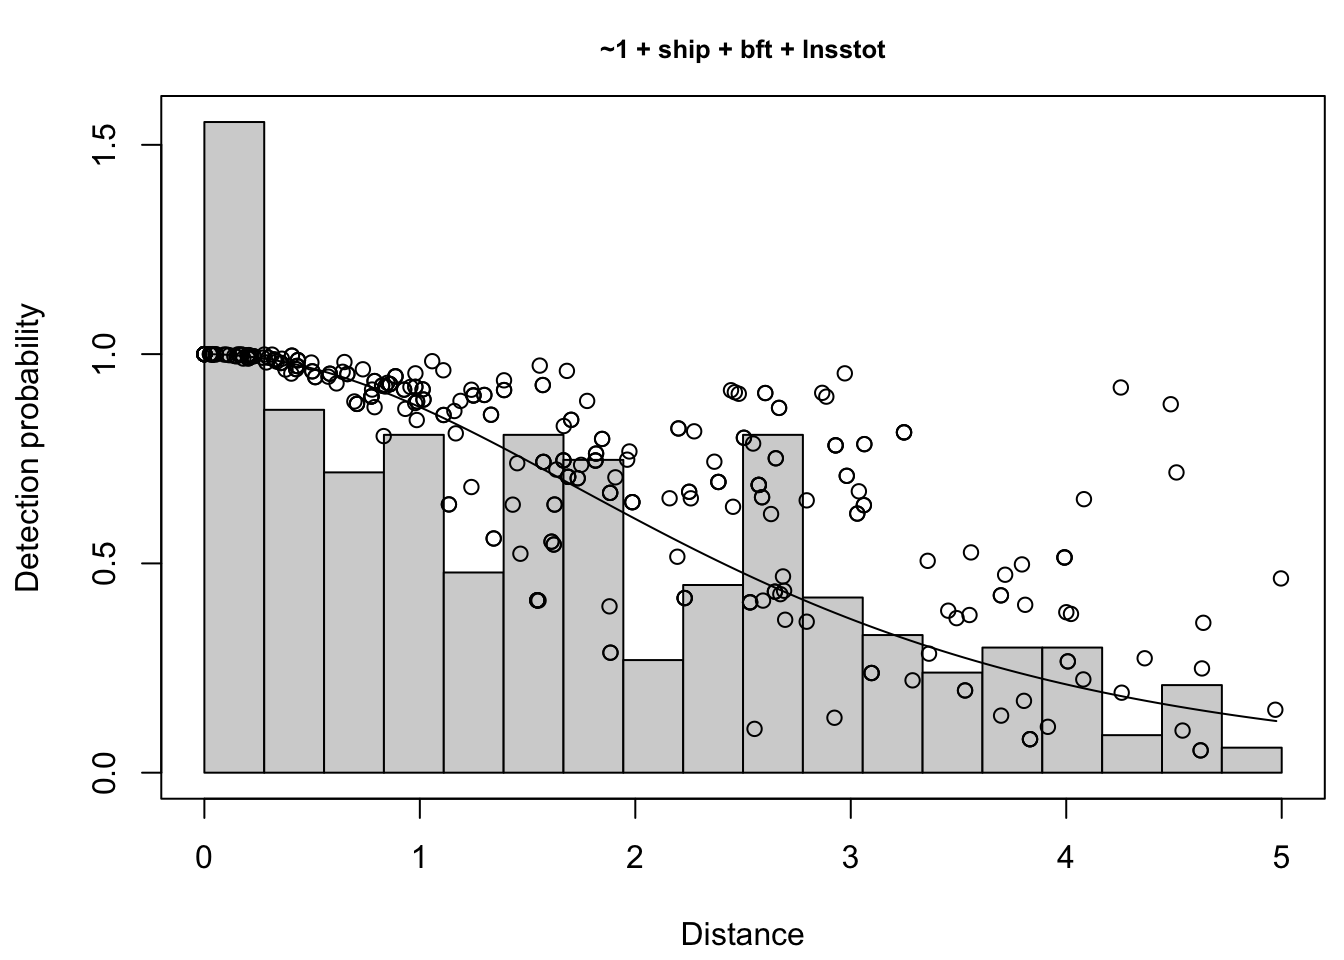 ~1 + ship + bft + lnsstot
Detection probability
1.5
1.0
0.5
0.0
0 1 2 3 4 5
Distance